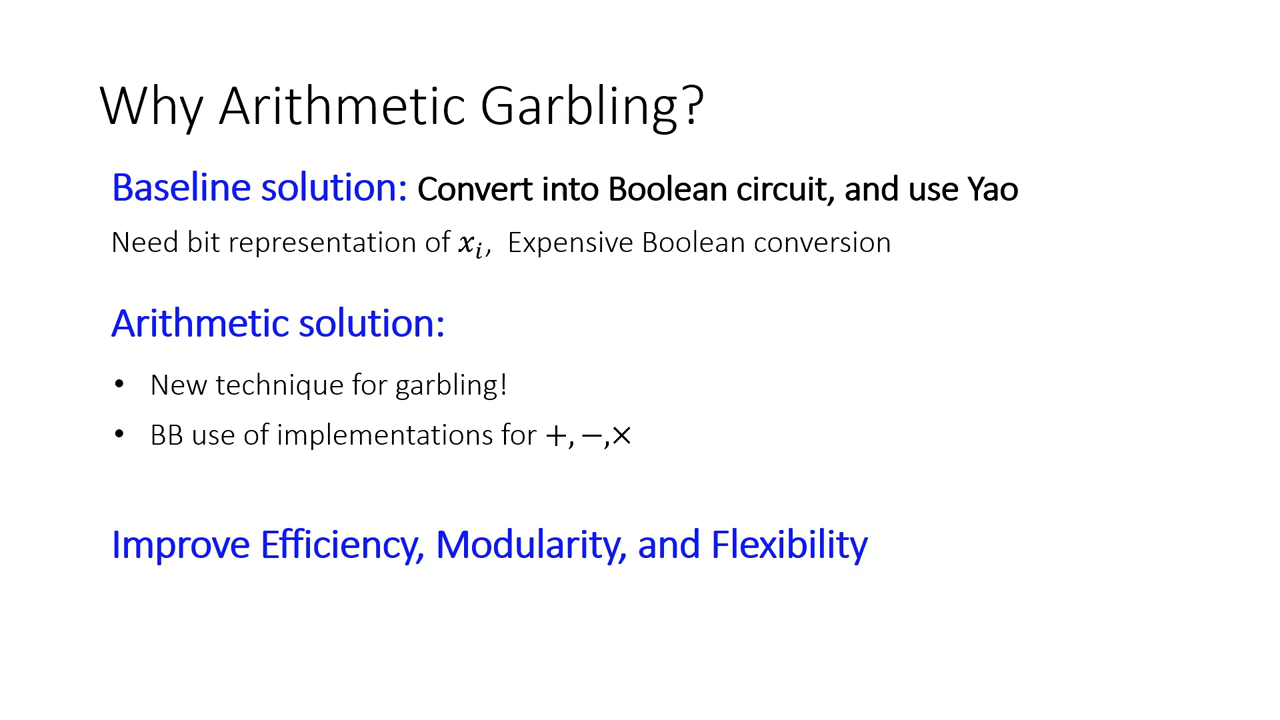 Why Arithmetic Garbling?
Baseline solution: Convert into Boolean circuit, and use Yao
Need bit representation of 𝒙𝒊, Expensive Boolean conversion
Arithmetic solution:
• New technique for garbling!
• BB use of implementations for +, −,×
Improve Efficiency, Modularity, and Flexibility